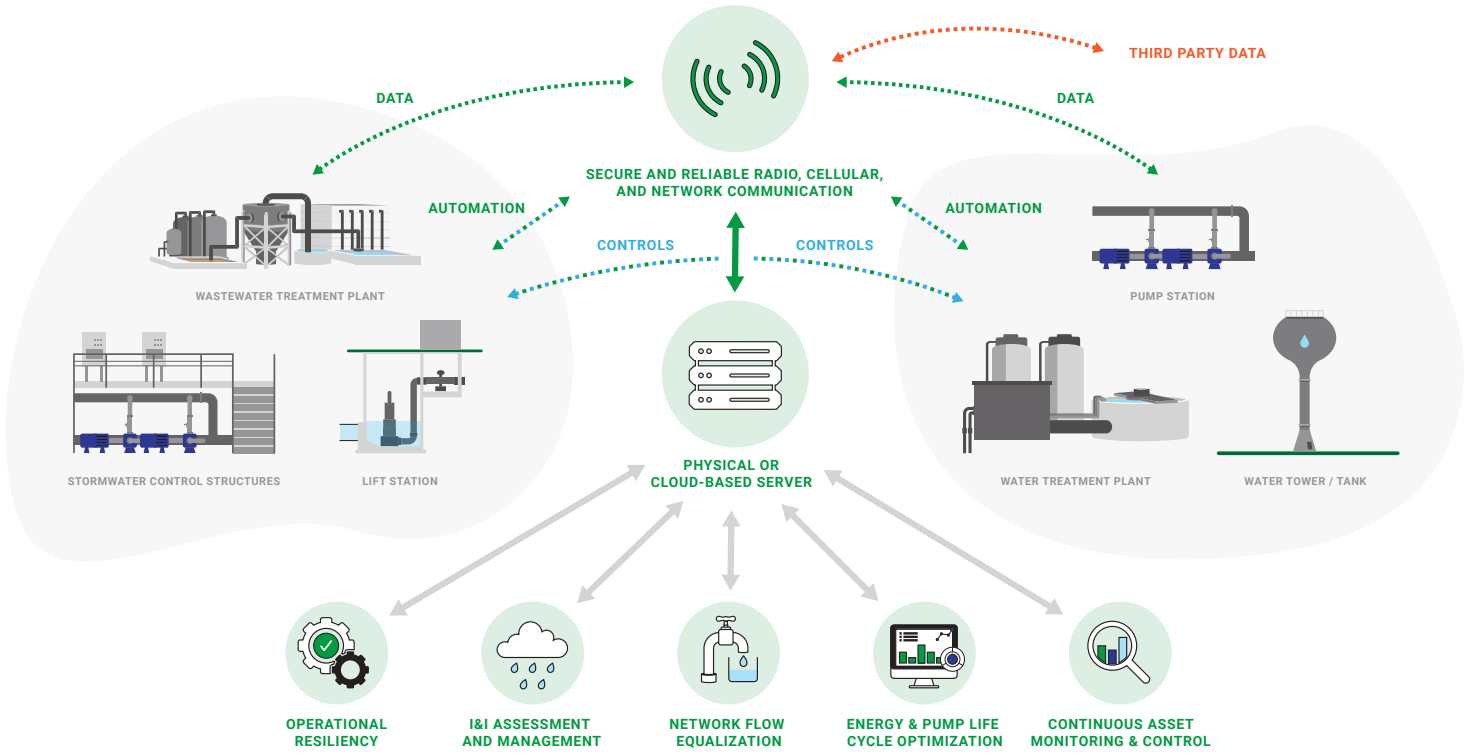 THIRD PARTY DATA
DATA
DATA
SECURE AND RELIABLE RADIO, CELLULAR,
AND NETWORK COMMUNICATION
AUTOMATION
AUTOMATION
CONTROLS
CONTROLS
WASTEWATER TREATMENT PLANT
PUMP STATION
STORMWATER CONTROL STRUCTURES
LIFT STATION
PHYSICAL OR
CLOUD-BASED SERVER
WATER TREATMENT PLANT
WATER TOWER / TANK
OPERATIONAL
RESILIENCY
I&I ASSESSMENT
AND MANAGEMENT
NETWORK FLOW
EQUALIZATION
ENERGY & PUMP LIFE
CYCLE OPTIMIZATION
CONTINUOUS ASSET
MONITORING & CONTROL